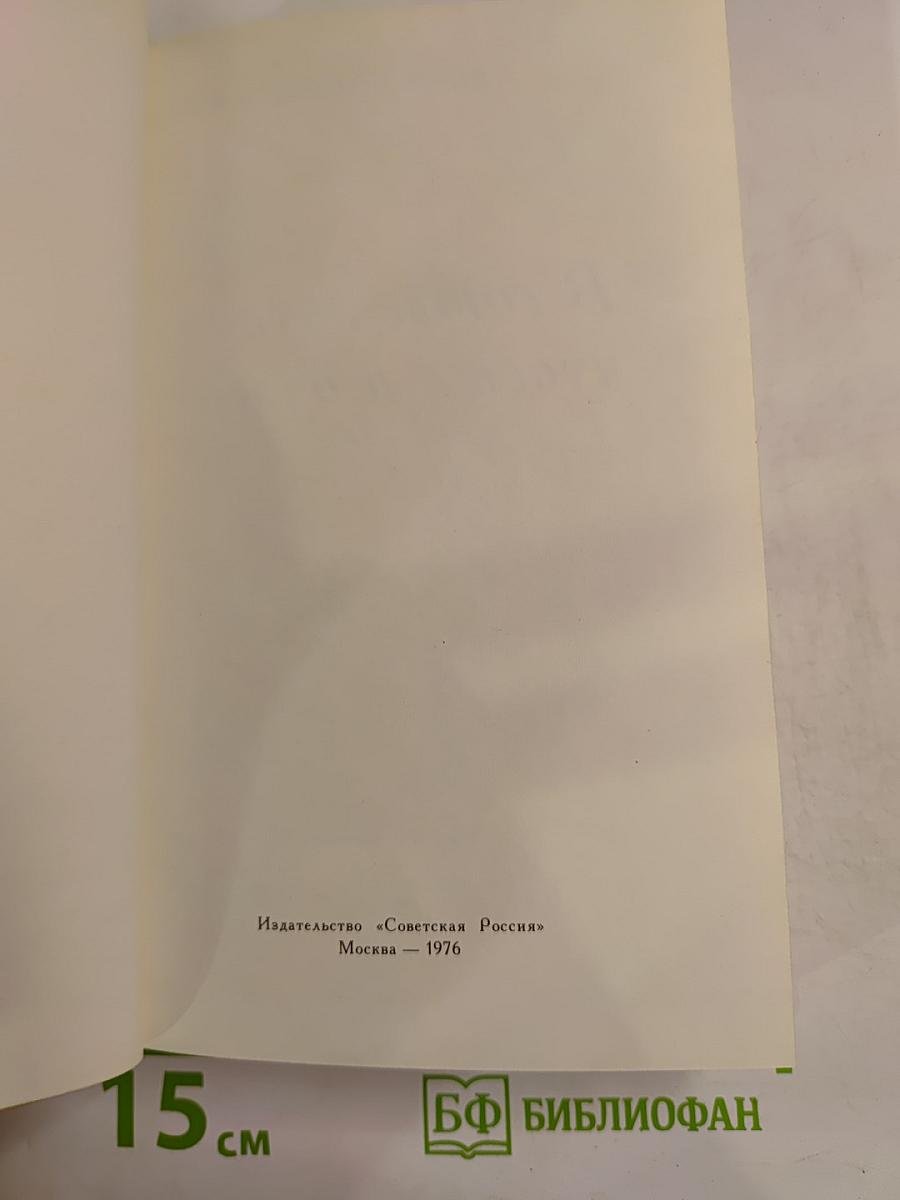 Издательство «Советская Россия»
Москва — 1976
15 см
БФ БИБЛИОФАН